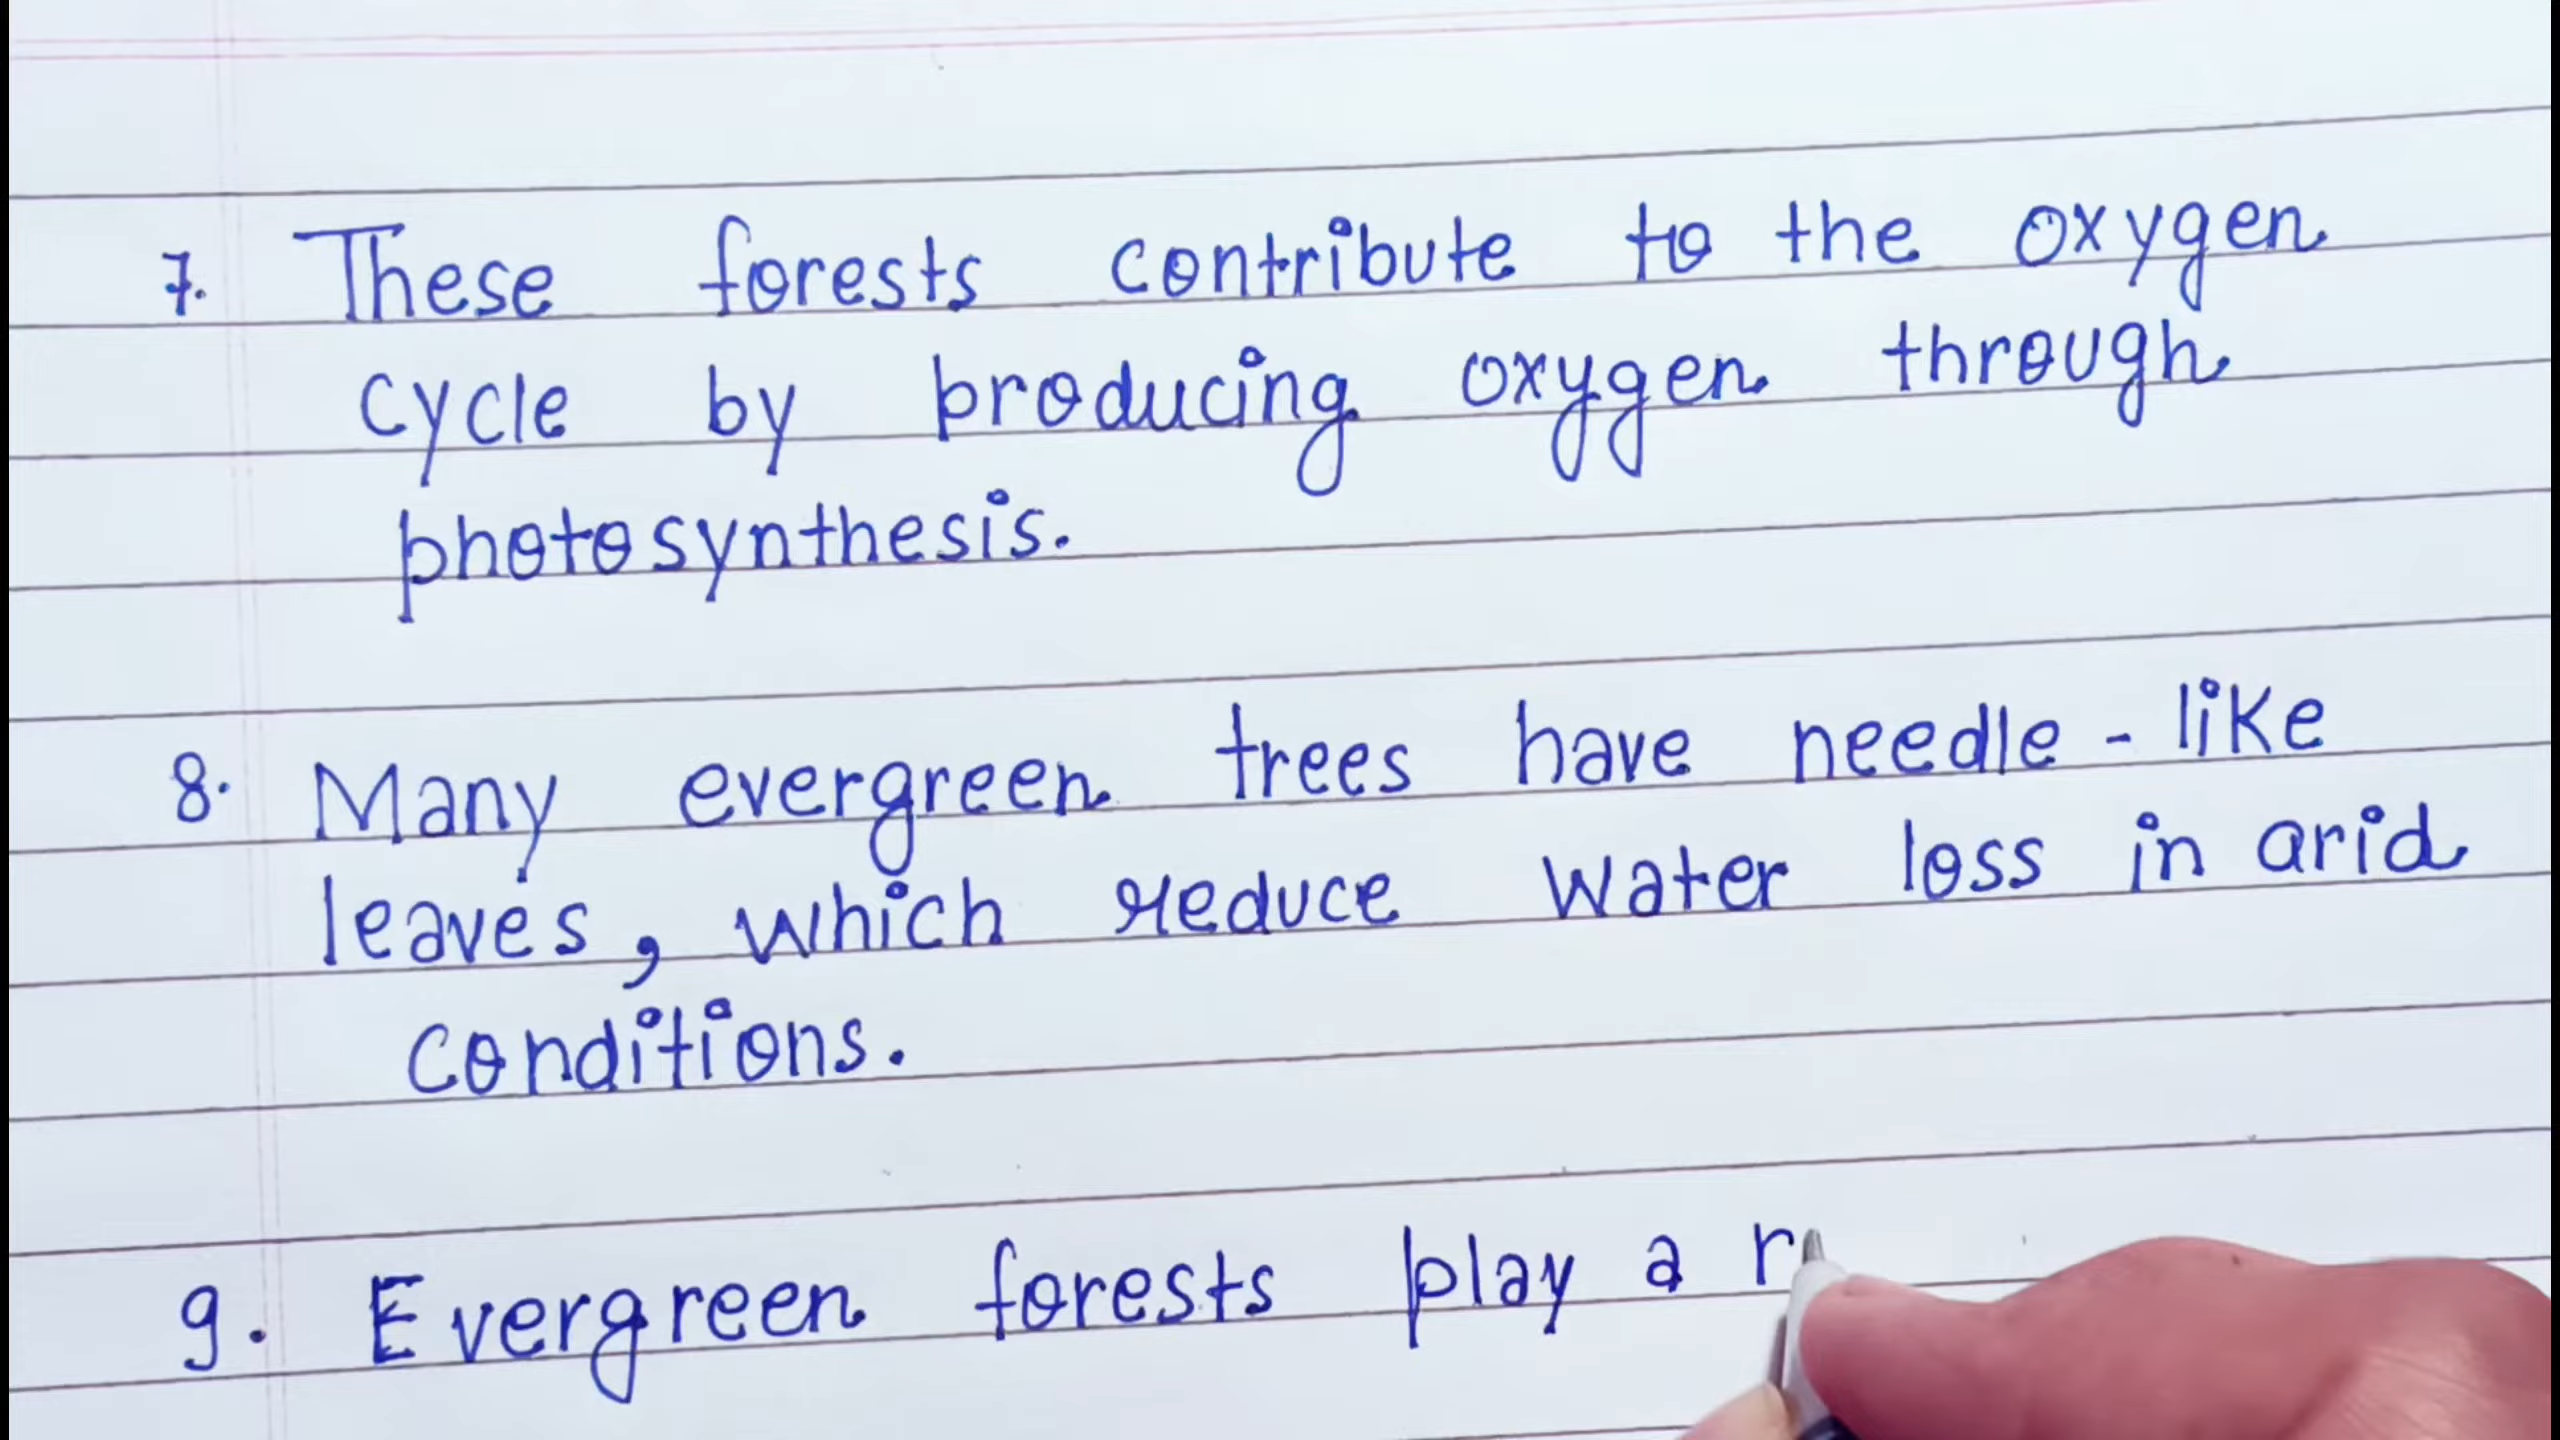 7. These forests contribute to the oxygen
cycle by producing oxygen through
photosynthesis.
8. Many evergreen trees have needle-like
leaves, which reduce water loss in arid
conditions.
9. Evergreen forests play a r